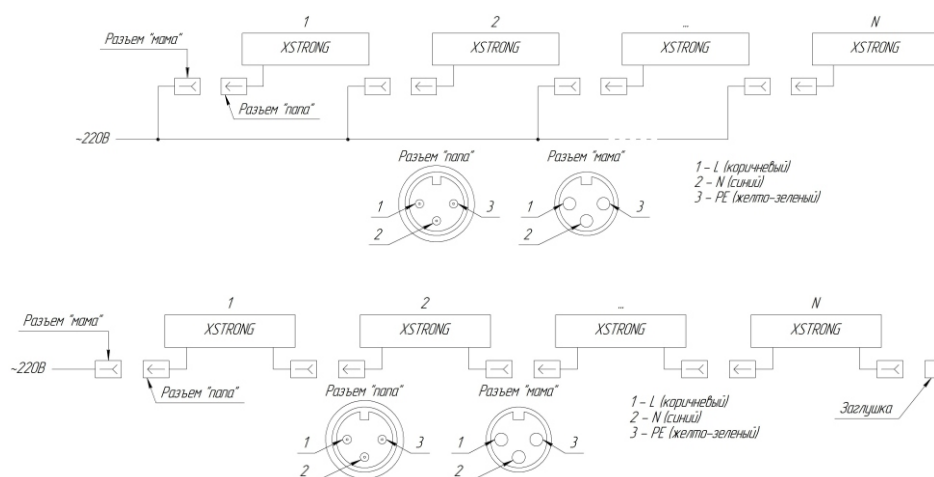 1
2
...
N
Разъем "мама"
XSTRONG
XSTRONG
XSTRONG
XSTRONG
Разъем "папа"
~220В
Разъем "папа"
Разъем "мама"
1 – L (коричневый)
2 – N (синий)
3 – PE (желто-зеленый)
1
3
2
1
3
2
1
2
...
N
Разъем "мама"
XSTRONG
XSTRONG
XSTRONG
XSTRONG
~220В
Разъем "папа"
Разъем "папа"
Разъем "мама"
1 – L (коричневый)
2 – N (синий)
3 – PE (желто-зеленый)
Заглушка
1
3
2
1
3
2